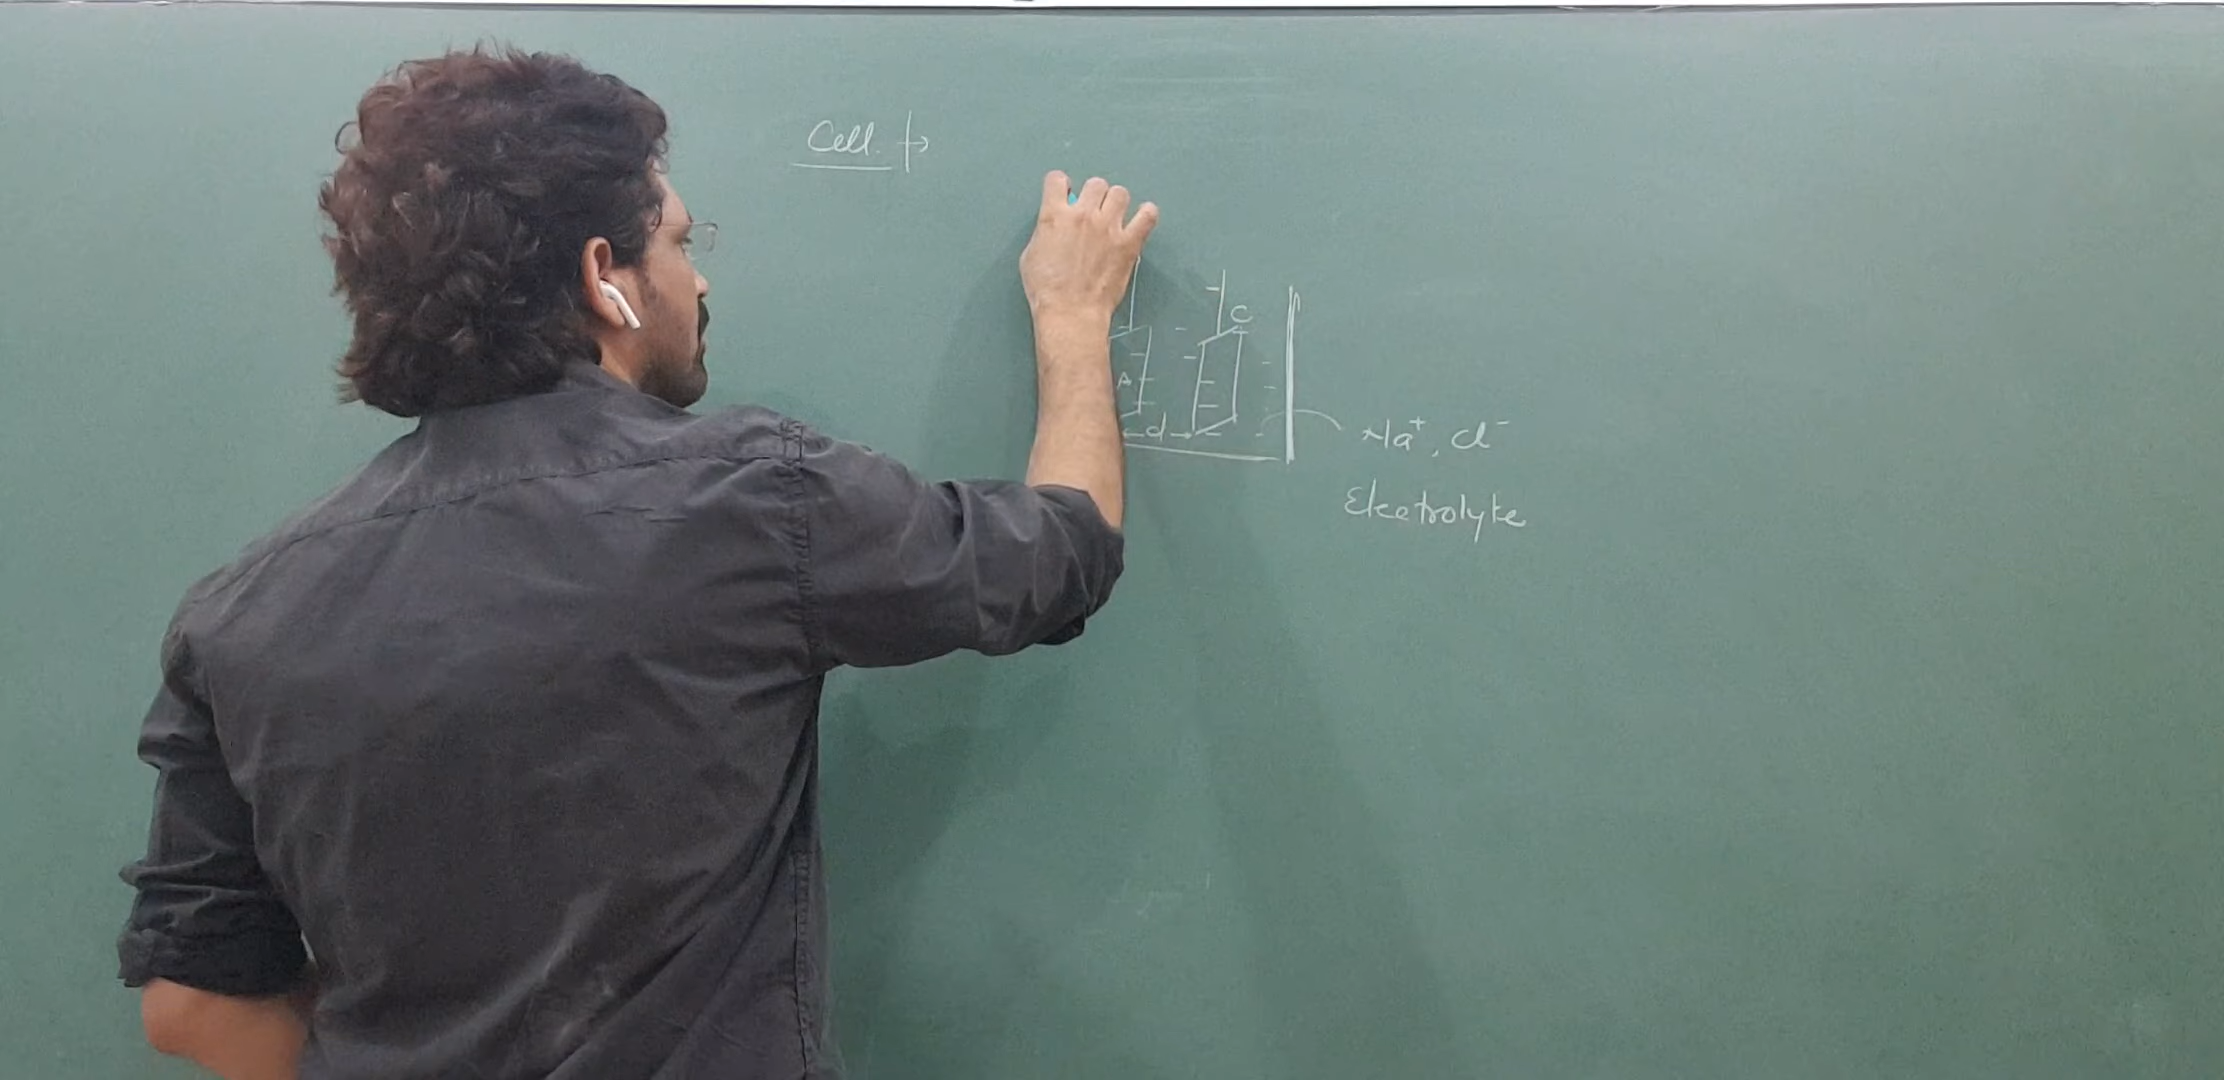 Cell. →
C
A
d
Na⁺, Cl⁻
Electrolyte